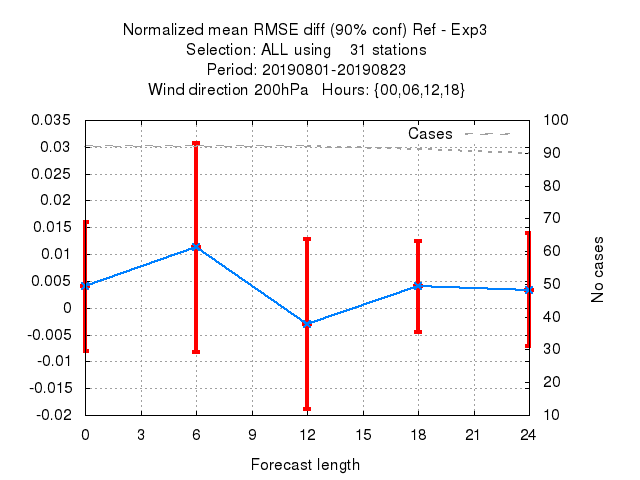 Normalized mean RMSE diff (90% conf) Ref - Exp3
Selection: ALL using 31 stations
Period: 20190801-20190823
Wind direction 200hPa Hours: {00,06,12,18}
Cases
0.035
0.03
0.025
0.02
0.015
0.01
0.005
0
-0.005
-0.01
-0.015
-0.02
100
90
80
70
60
50
40
30
20
10
No cases
0 3 6 9 12 15 18 21 24
Forecast length